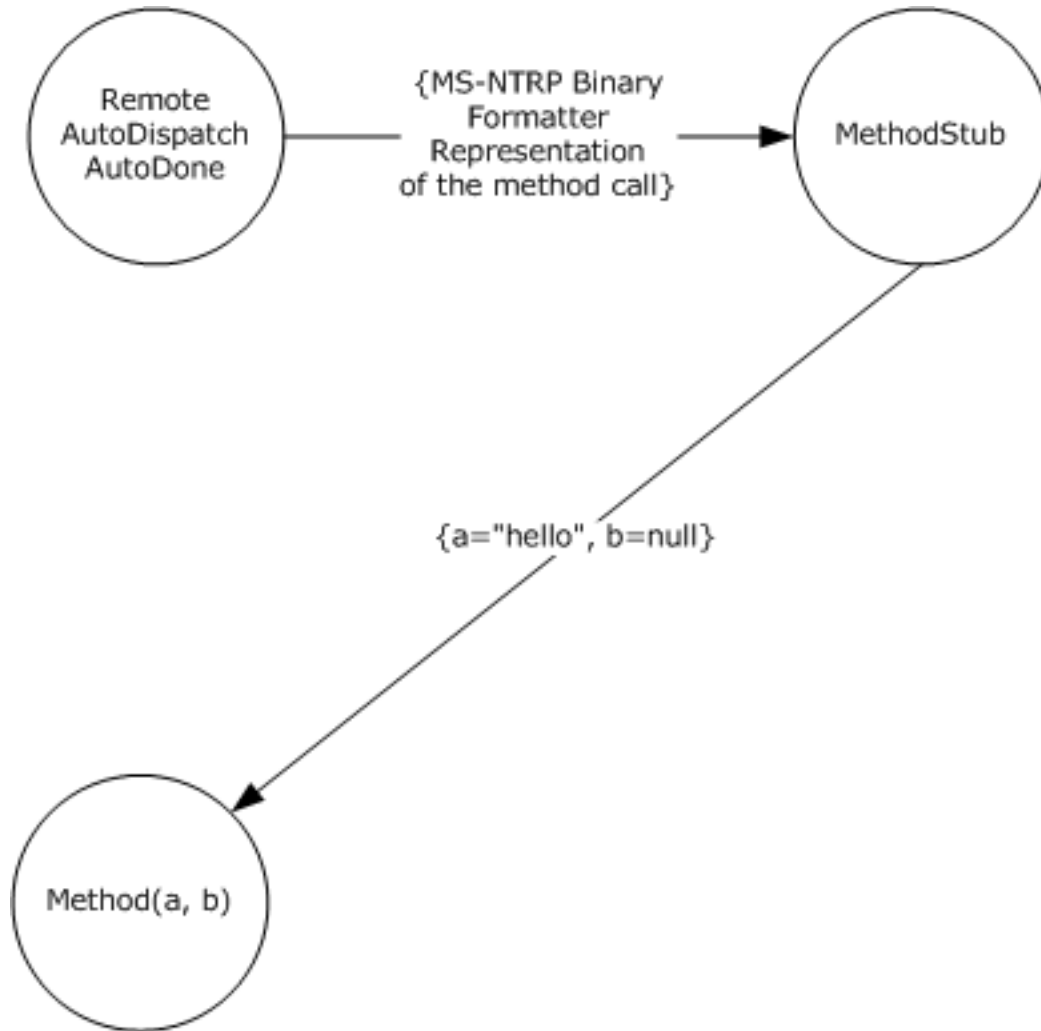 Remote
AutoDispatch
AutoDone
{MS-NTRP Binary
Formatter
Representation
of the method call}
MethodStub
{a="hello", b=null}
Method(a, b)